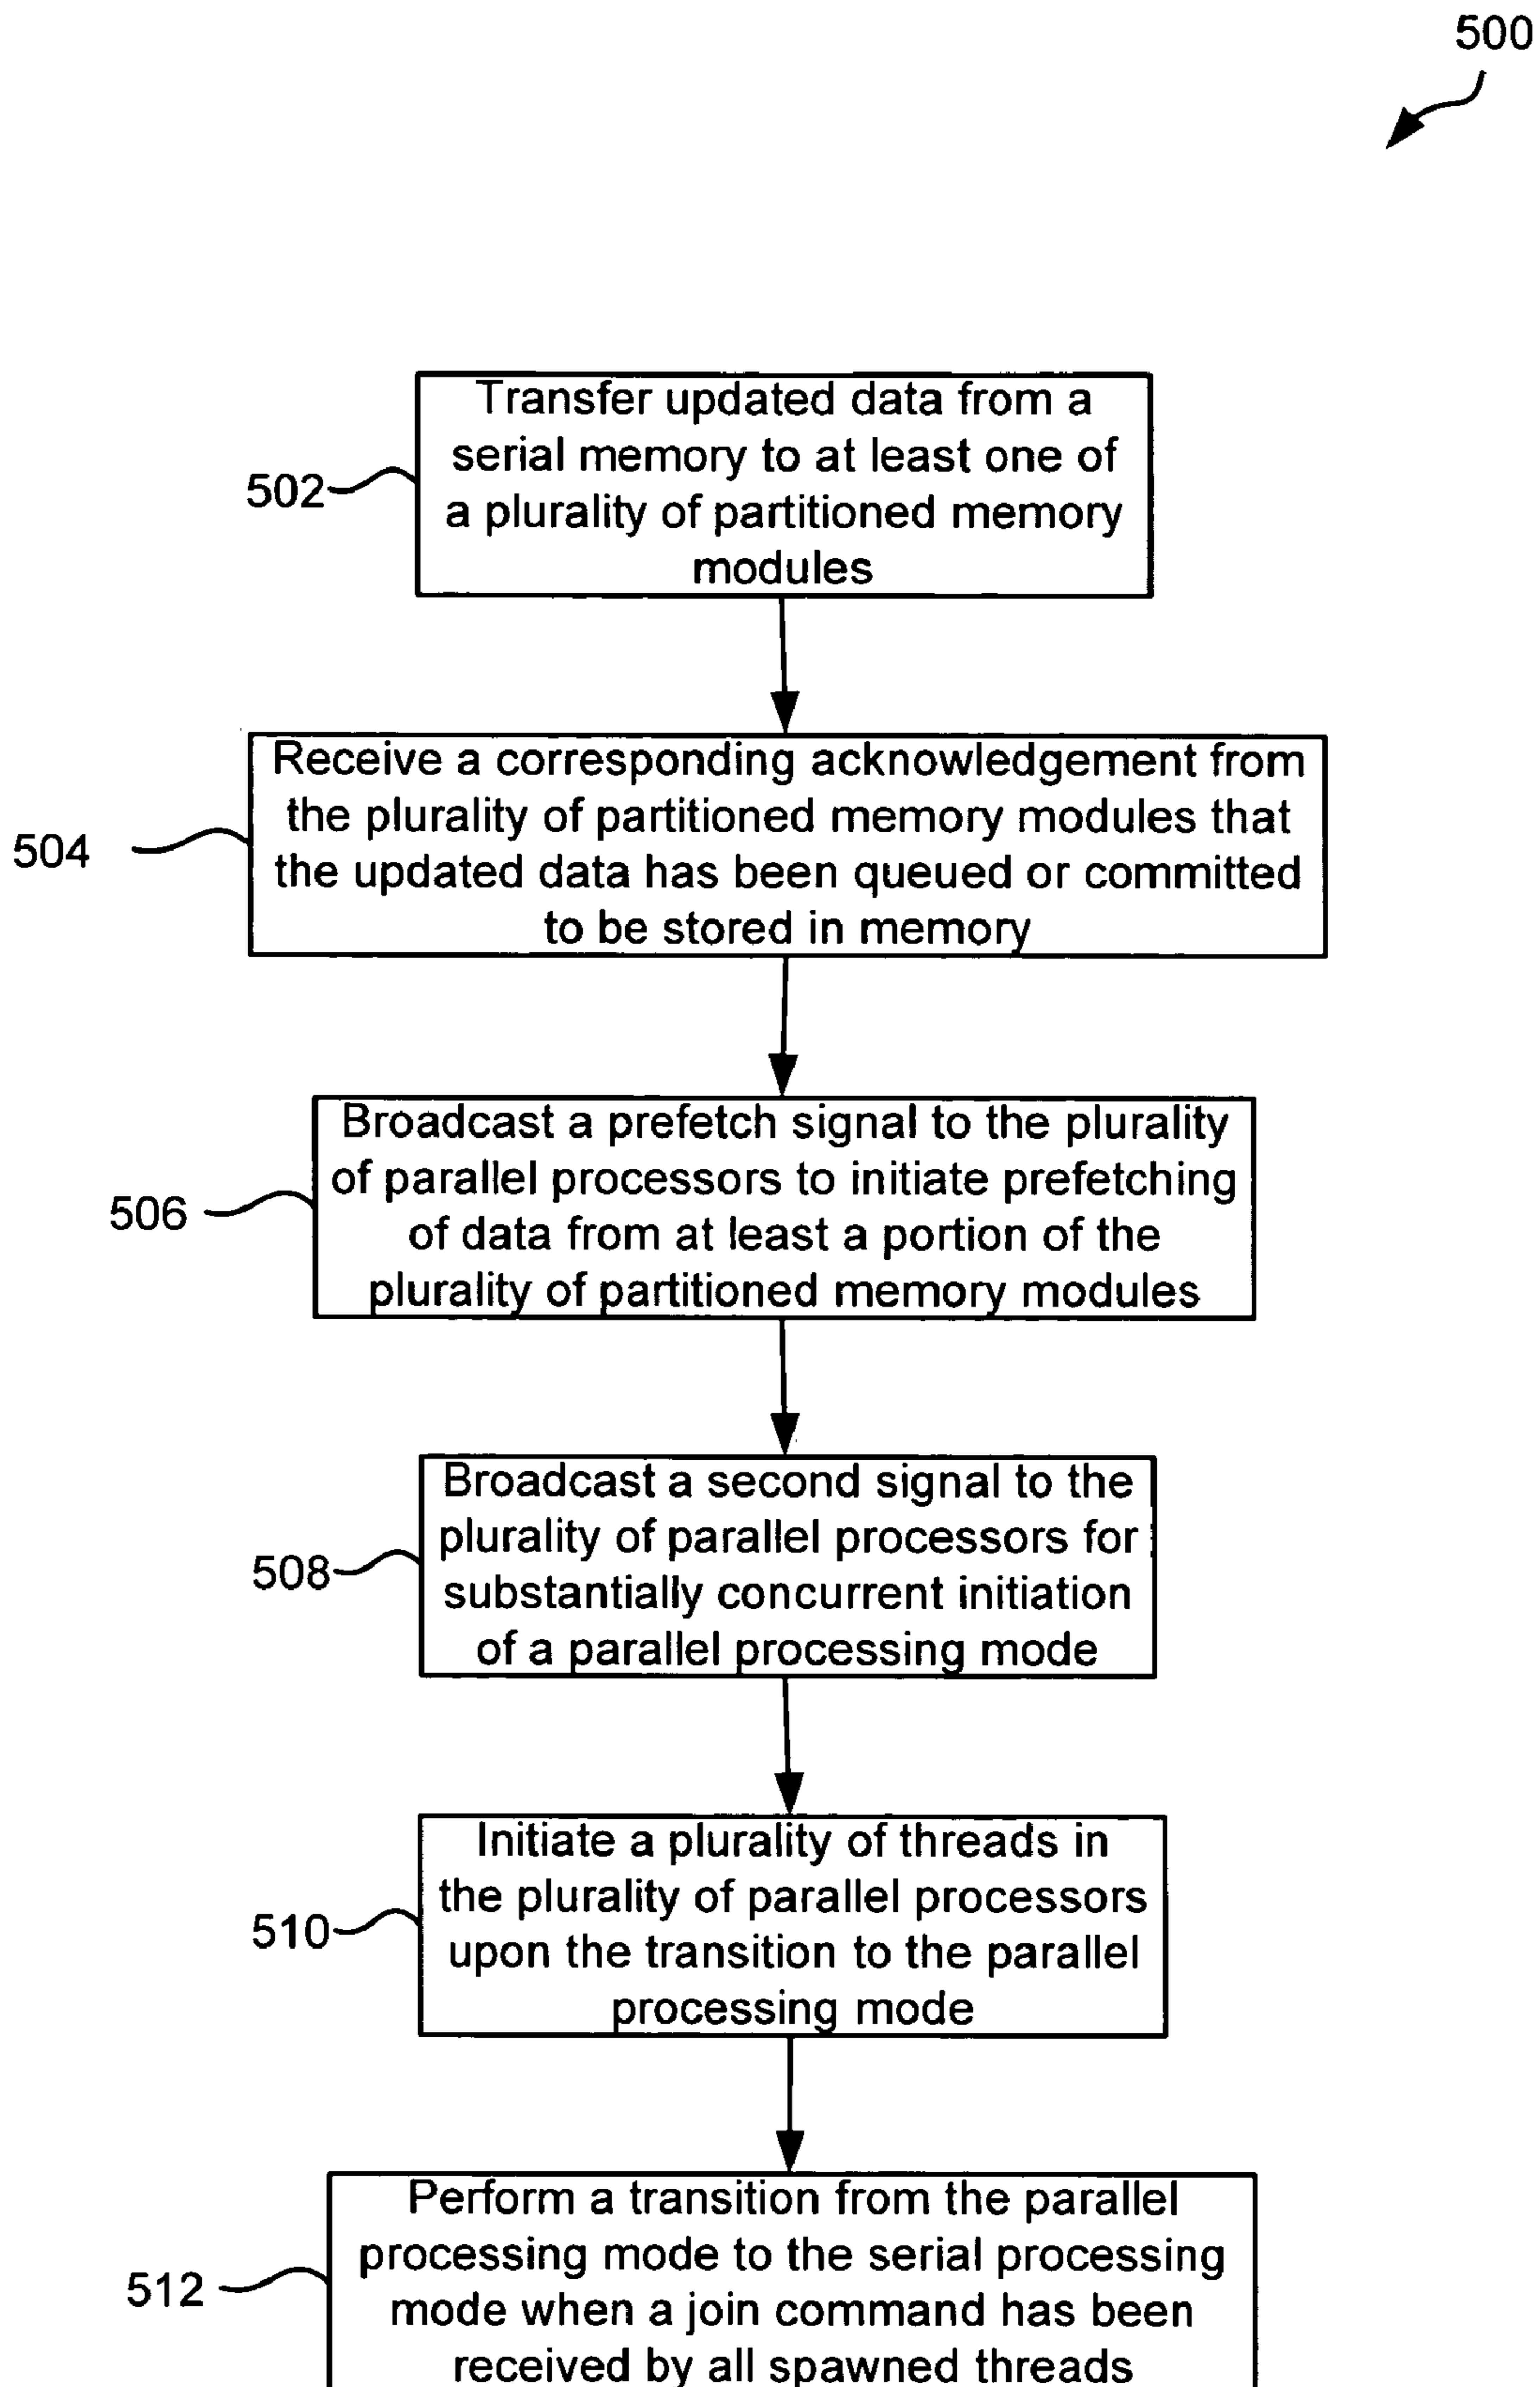 500
Transfer updated data from a
serial memory to at least one of
a plurality of partitioned memory
modules
502
Receive a corresponding acknowledgement from
the plurality of partitioned memory modules that
the updated data has been queued or committed
to be stored in memory
504
Broadcast a prefetch signal to the plurality
of parallel processors to initiate prefetching
of data from at least a portion of the
plurality of partitioned memory modules
506
Broadcast a second signal to the
plurality of parallel processors for
substantially concurrent initiation
of a parallel processing mode
508
Initiate a plurality of threads in
the plurality of parallel processors
upon the transition to the parallel
processing mode
510
Perform a transition from the parallel
processing mode to the serial processing
mode when a join command has been
received by all spawned threads
512